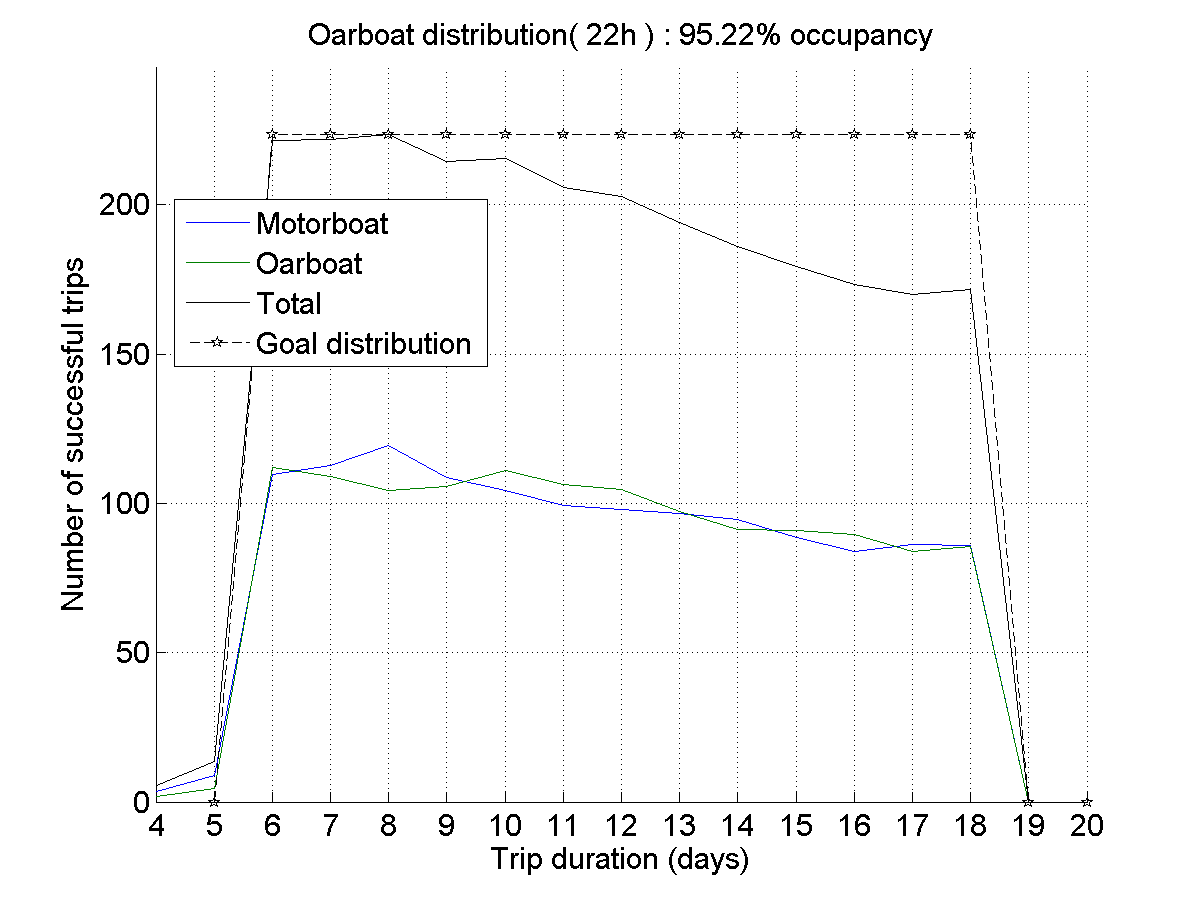 Oarboat distribution( 22h ) : 95.22% occupancy
200
150
100
50
0
Number of successful trips
Motorboat
Oarboat
Total
Goal distribution
4 5 6 7 8 9 10 11 12 13 14 15 16 17 18 19 20
Trip duration (days)